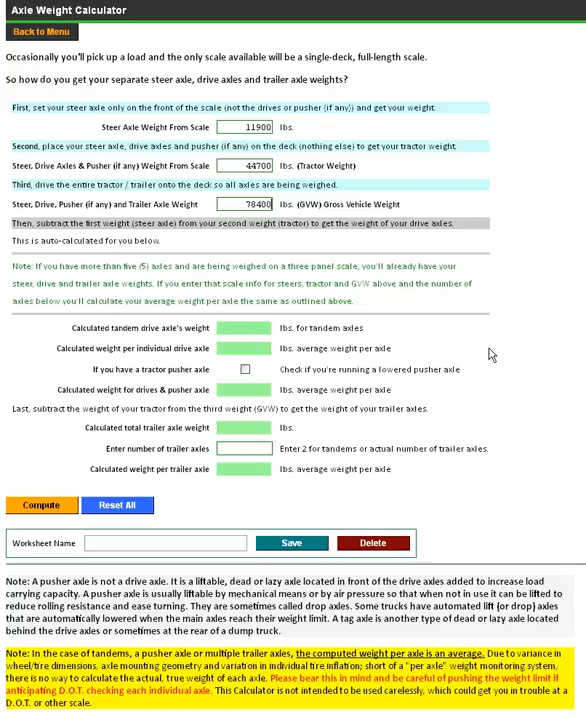 Axle Weight Calculator
Back to Menu
Occasionally you'll pick up a load and the only scale available will be a single-deck, full-length scale.
So how do you get your separate steer axle, drive axles and trailer axle weights?
First, set your steer axle only on the front of the scale (not the drives or pusher (if any)) and get your weight.
Steer Axle Weight From Scale 11900 lbs.
Second, place your steer axle, drive axles and pusher (if any) on the deck (nothing else) to get your tractor weight.
Steer, Drive Axles & Pusher (if any) Weight From Scale 44700 lbs. (Tractor Weight)
Third, drive the entire tractor / trailer onto the deck so all axles are being weighed.
Steer, Drive, Pusher (if any) and Trailer Axle Weight 78400 lbs. (GVW) Gross Vehicle Weight
Then, subtract the first weight (steer axle) from your second weight (tractor) to get the weight of your drive axles.
This is auto-calculated for you below.
Note: If you have more than five (5) axles and are being weighed on a three panel scale, you'll already have your
steer, drive and trailer axle weights. If you enter that scale info for steers, tractor and GVW above and the number of
axles below you'll calculate your average weight per axle the same as outlined above.
Calculated tandem drive axle's weight lbs. for tandem axles
Calculated weight per individual drive axle lbs. average weight per axle
If you have a tractor pusher axle Check if you're running a lowered pusher axle
Calculated weight for drives & pusher axle lbs. average weight per axle
Last, subtract the weight of your tractor from the third weight (GVW) to get the weight of your trailer axles.
Calculated total trailer axle weight lbs.
Enter number of trailer axles Enter 2 for tandems or actual number of trailer axles.
Calculated weight per trailer axle lbs. average weight per axle
Compute Reset All
Worksheet Name Save Delete
Note: A pusher axle is not a drive axle. It is a liftable, dead or lazy axle located in front of the drive axles added to increase load
carrying capacity. A pusher axle is usually liftable by mechanical means or by air pressure so that when not in use it can be lifted to
reduce rolling resistance and ease turning. They are sometimes called drop axles. Some trucks have automated lift (or drop) axles
that are automatically lowered when the main axles reach their weight limit. A tag axle is another type of dead or lazy axle located
behind the drive axles or sometimes at the rear of a dump truck.
Note: In the case of tandems, a pusher axle or multiple trailer axles, the computed weight per axle is an average. Due to variance in
wheel/tire dimensions, axle mounting geometry and variation in individual tire inflation; short of a "per axle" weight monitoring system,
there is no way to calculate the actual, true weight of each axle. Please bear this in mind and be careful of pushing the weight limit if
anticipating D.O.T. checking each individual axle. This Calculator is not intended to be used carelessly, which could get you in trouble at a
D.O.T. or other scale.